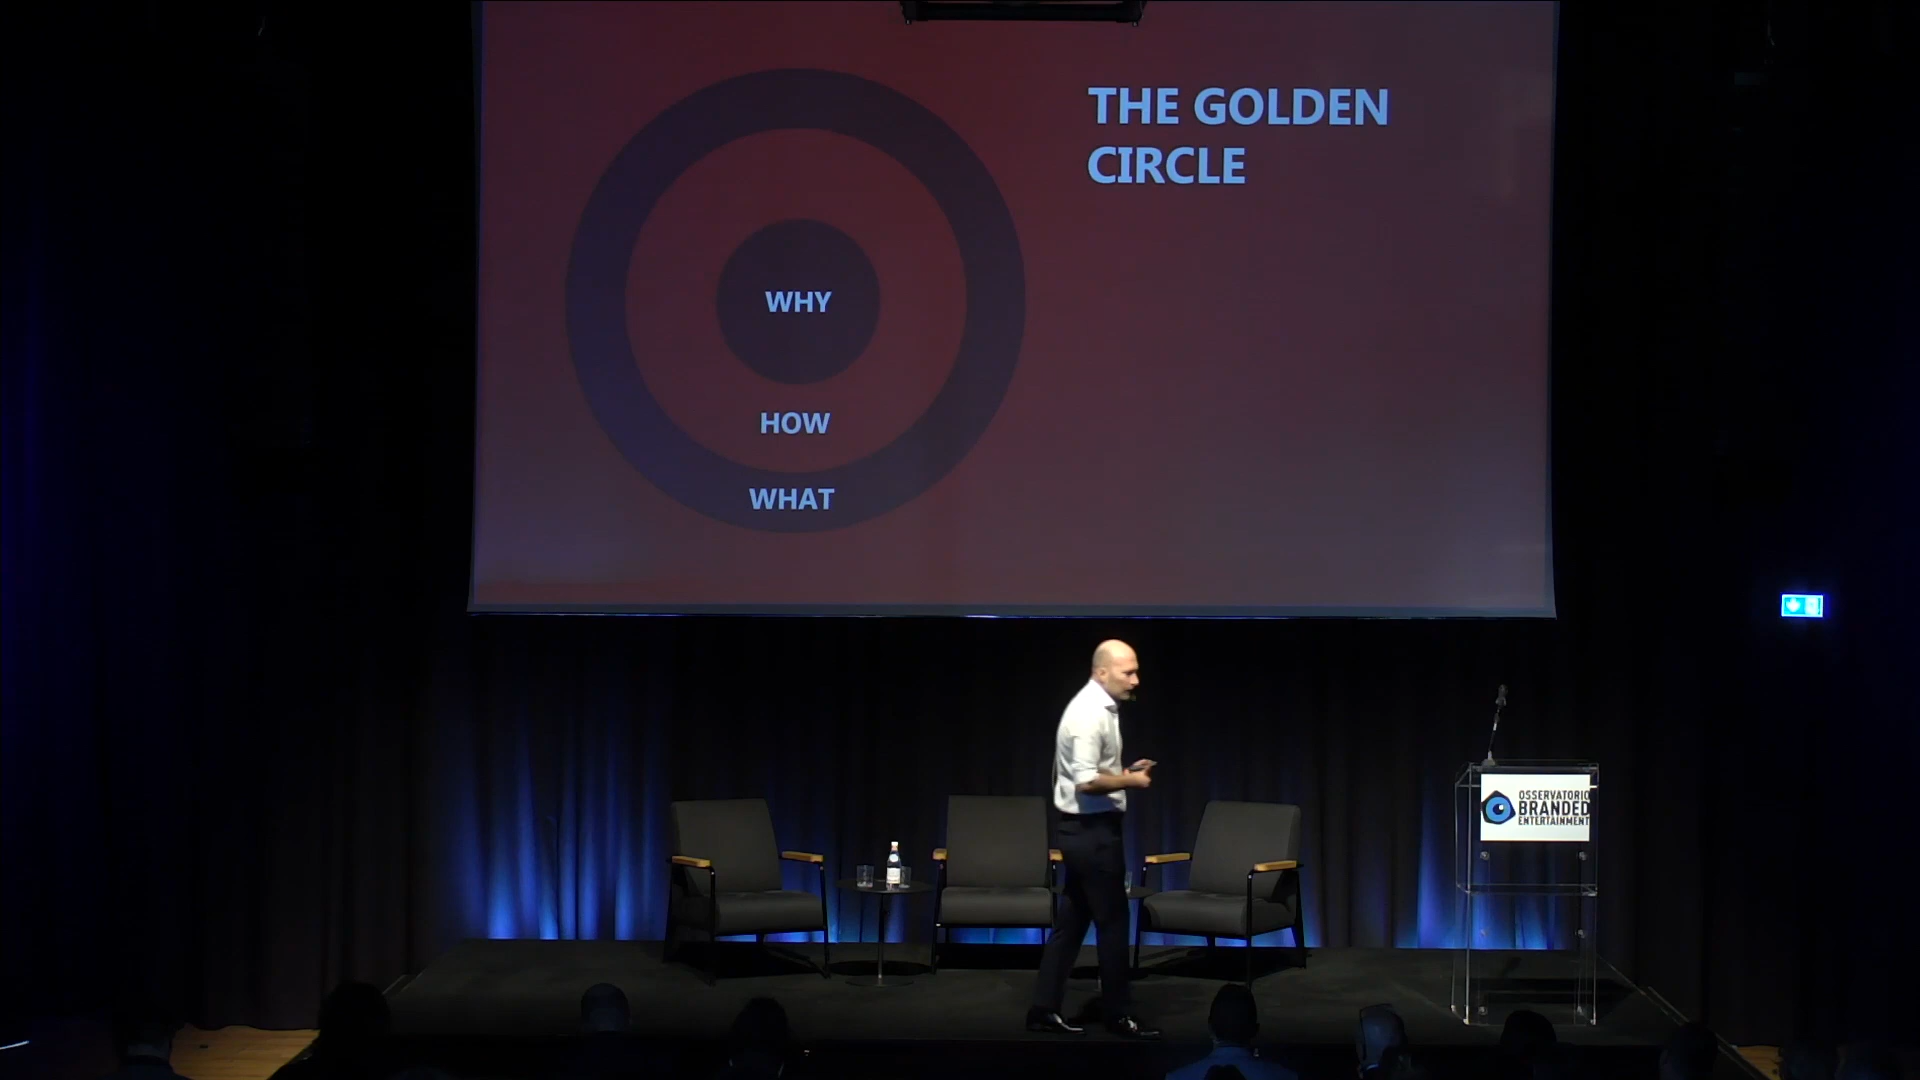 THE GOLDEN
CIRCLE
WHY
HOW
WHAT
OSSERVATORIO
BRANDED
ENTERTAINMENT